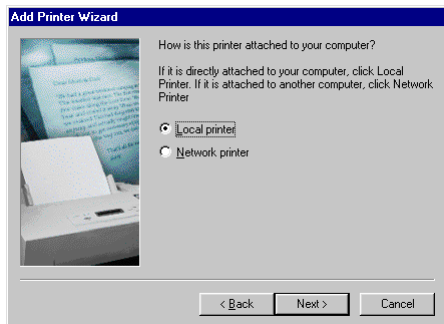 Add Printer Wizard
How is this printer attached to your computer?
If it is directly attached to your computer, click Local
Printer. If it is attached to another computer, click Network
Printer
Local printer
Network printer
< Back
Next >
Cancel